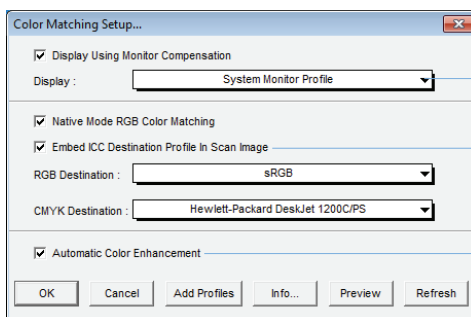 Color Matching Setup...
Display Using Monitor Compensation
Display :
System Monitor Profile
Native Mode RGB Color Matching
Embed ICC Destination Profile In Scan Image
RGB Destination :
sRGB
CMYK Destination :
Hewlett-Packard DeskJet 1200C/PS
Automatic Color Enhancement
OK Cancel Add Profiles Info... Preview Refresh